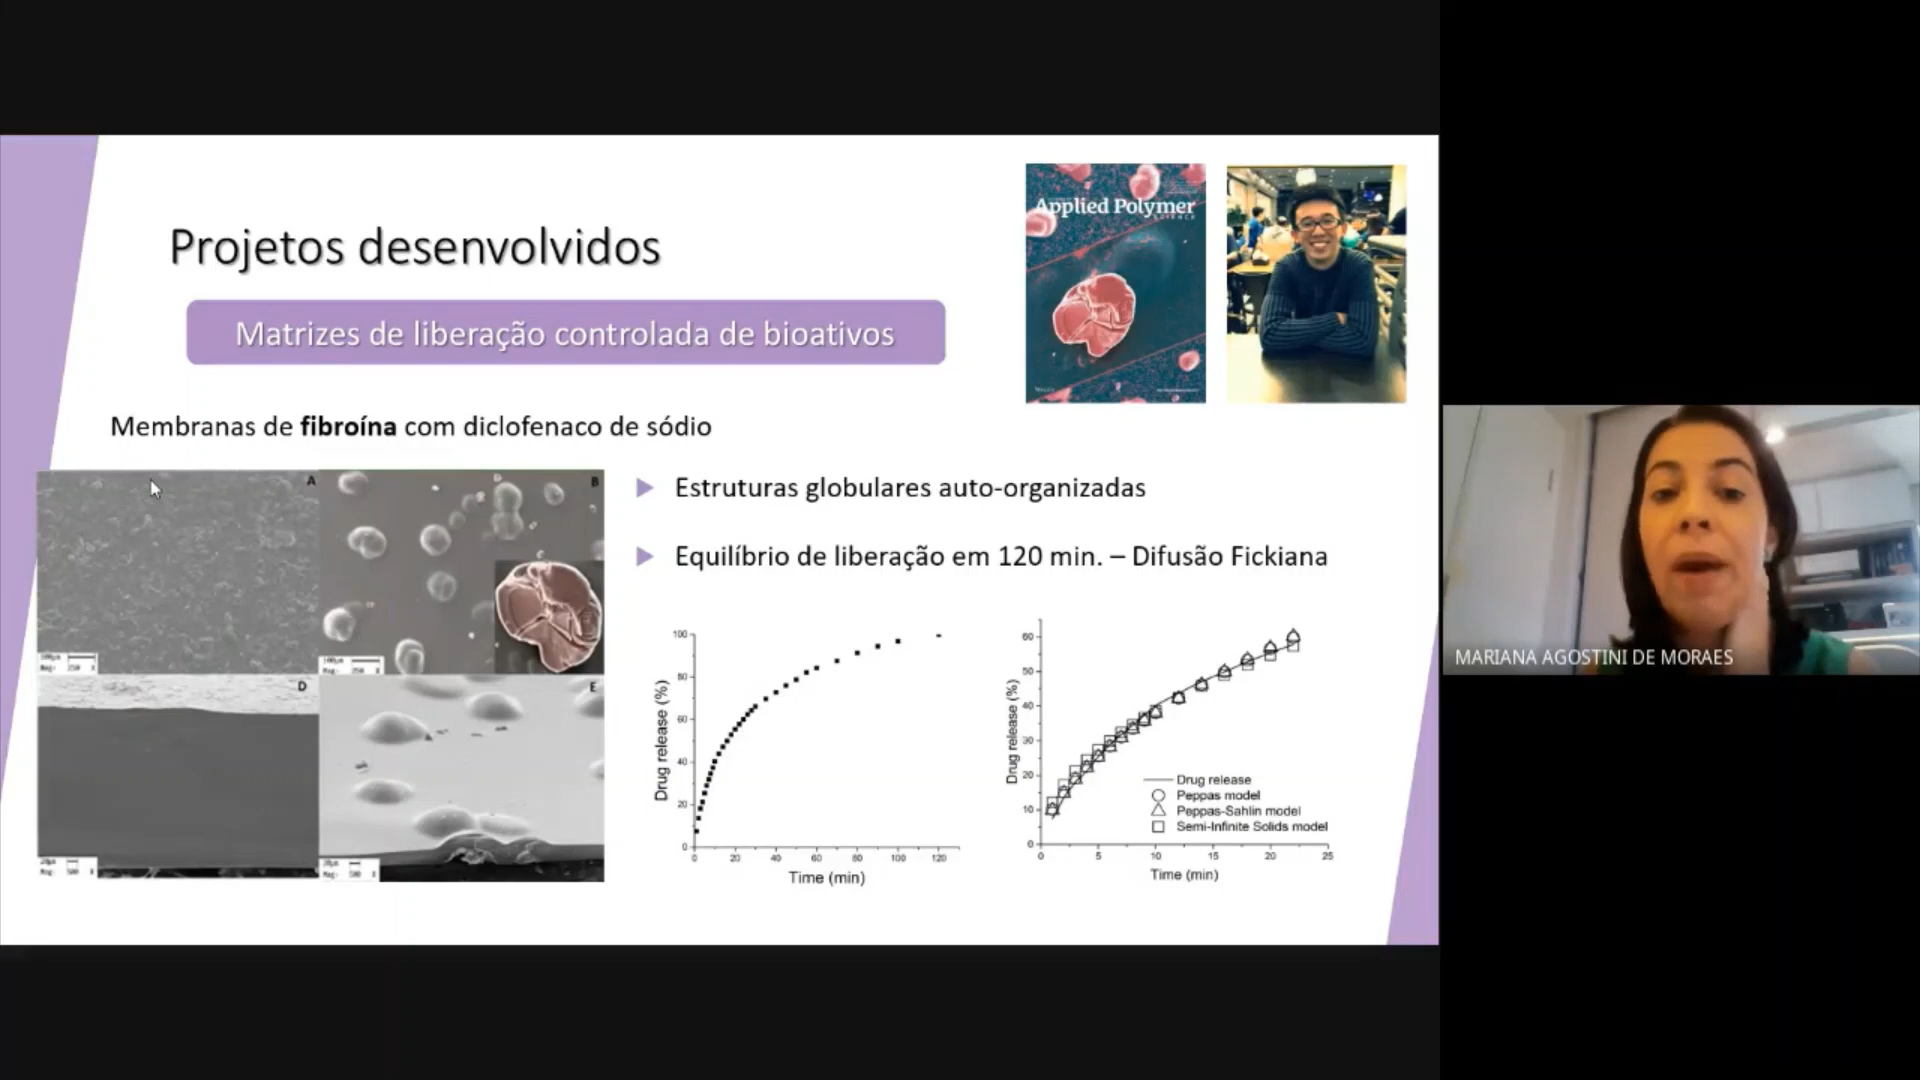 Projetos desenvolvidos
Matrizes de liberação controlada de bioativos
Applied Polymer
SCIENCE
Membranas de fibroína com diclofenaco de sódio
A
B
D
E
Estruturas globulares auto-organizadas
Equilíbrio de liberação em 120 min. – Difusão Fickiana
Drug release (%)
100
80
60
40
20
0
0 20 40 60 80 100 120
Time (min)
Drug release (%)
60
50
40
30
20
10
0
0 5 10 15 20 25
Time (min)
Drug release
Peppas model
Peppas-Sahlin model
Semi-Infinite Solids model
MARIANA AGOSTINI DE MORAES